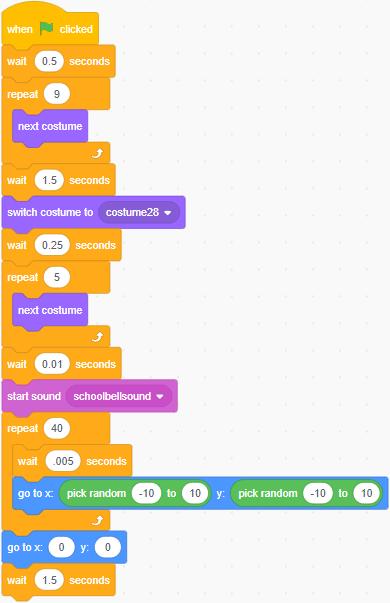 when clicked
wait 0.5 seconds
repeat 9
next costume
wait 1.5 seconds
switch costume to costume28
wait 0.25 seconds
repeat 5
next costume
wait 0.01 seconds
start sound schoolbellsound
repeat 40
wait .005 seconds
go to x: pick random -10 to 10 y: pick random -10 to 10
go to x: 0 y: 0
wait 1.5 seconds